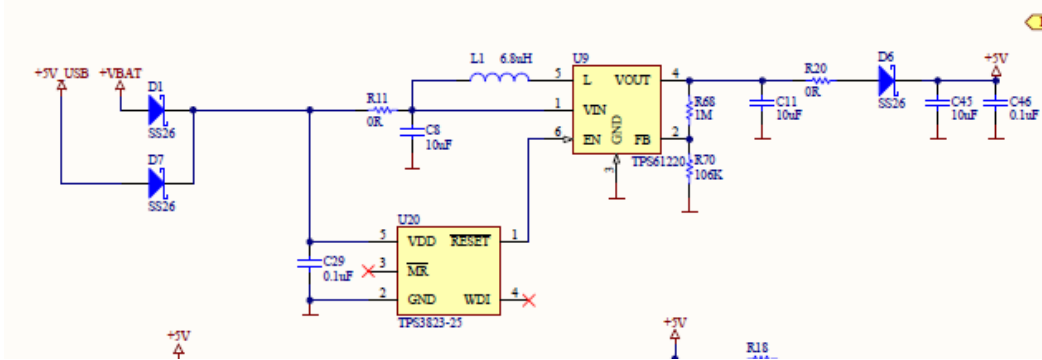 +5V_USB +VBAT
D1
SS26
D7
SS26
R11
0R
C8
10uF
L1 6.8uH
U9
5 L VOUT 4
1 VIN
6 EN GND FB 2
3
TPS61220
R68
1M
R70
106K
C11
10uF
R20
0R
D6
SS26
+5V
C45
10uF
C46
0.1uF
C29
0.1uF
U20
5 VDD RESET 1
3 MR
2 GND WDI 4
TPS3823-25
+5V
+5V
R18